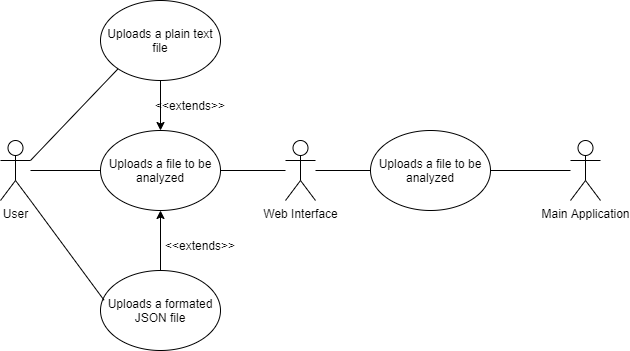 Uploads a plain text
file
<<extends>>
Uploads a file to be
analyzed
Uploads a file to be
analyzed
User
Web Interface
Main Application
<<extends>>
Uploads a formated
JSON file